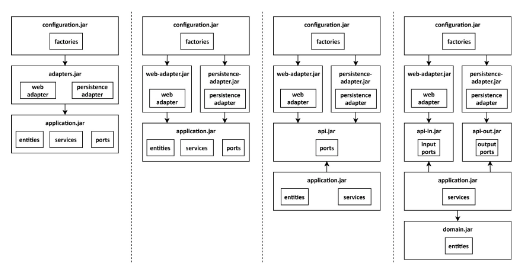 configuration.jar
factories
adapters.jar
web
adapter
persistence
adapter
application.jar
entities
services
ports
configuration.jar
factories
web-adapter.jar
web
adapter
persistence-
adapter.jar
persistence
adapter
application.jar
entities
services
ports
configuration.jar
factories
web-adapter.jar
web
adapter
persistence-
adapter.jar
persistence
adapter
api.jar
ports
application.jar
entities
services
configuration.jar
factories
web-adapter.jar
web
adapter
persistence-
adapter.jar
persistence
adapter
api-in.jar
input
ports
api-out.jar
output
ports
application.jar
services
domain.jar
entities